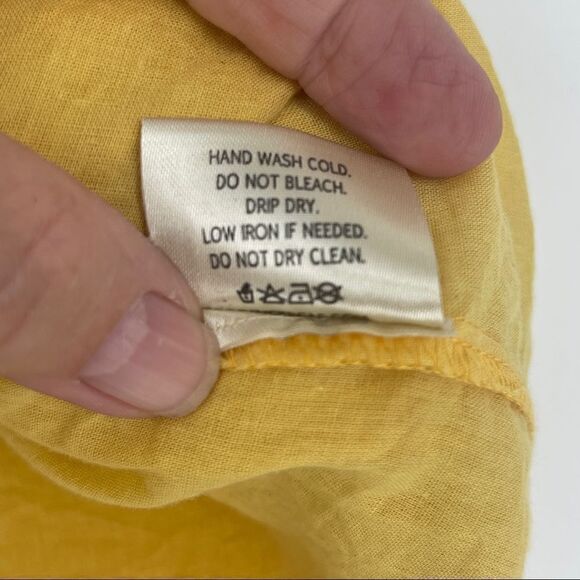 HAND WASH COLD.
DO NOT BLEACH.
DRIP DRY.
LOW IRON IF NEEDED.
DO NOT DRY CLEAN.